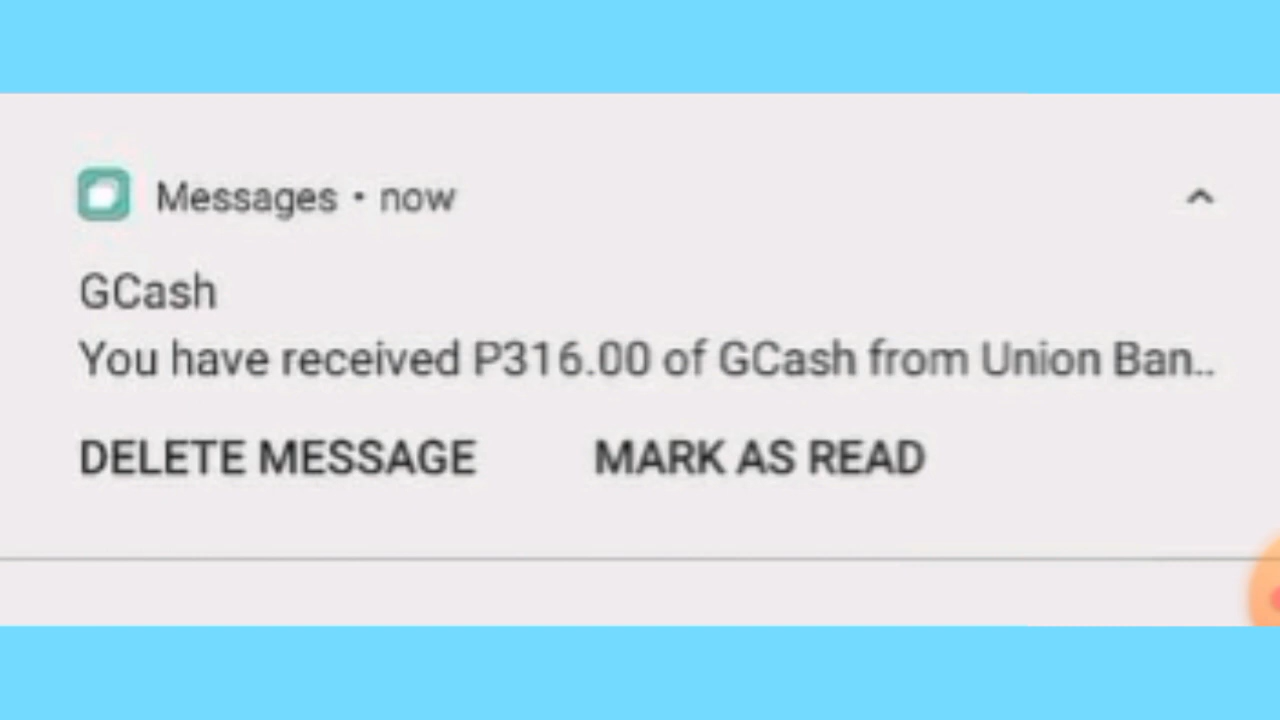 Messages • now
GCash
You have received P316.00 of GCash from Union Ban..
DELETE MESSAGE MARK AS READ